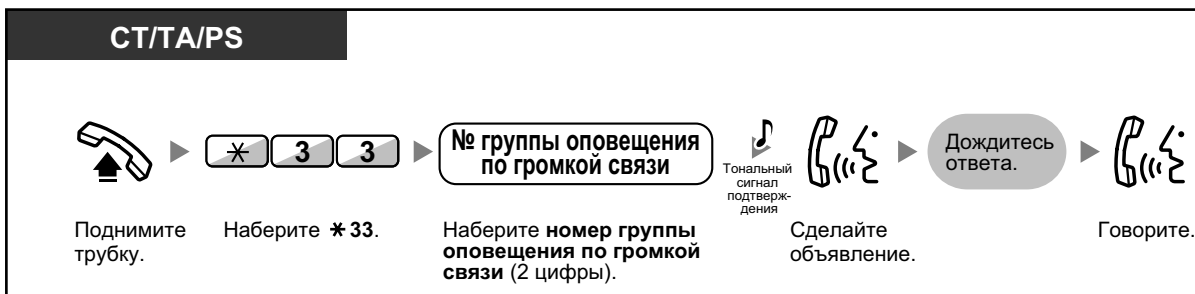 CT/TA/PS
✳ 3 3
№ группы оповещения
по громкой связи
Тональный
сигнал
подтверж-
дения
Дождитесь
ответа.
Поднимите
трубку.
Наберите ✳33.
Наберите номер группы
оповещения по громкой
связи (2 цифры).
Сделайте
объявление.
Говорите.